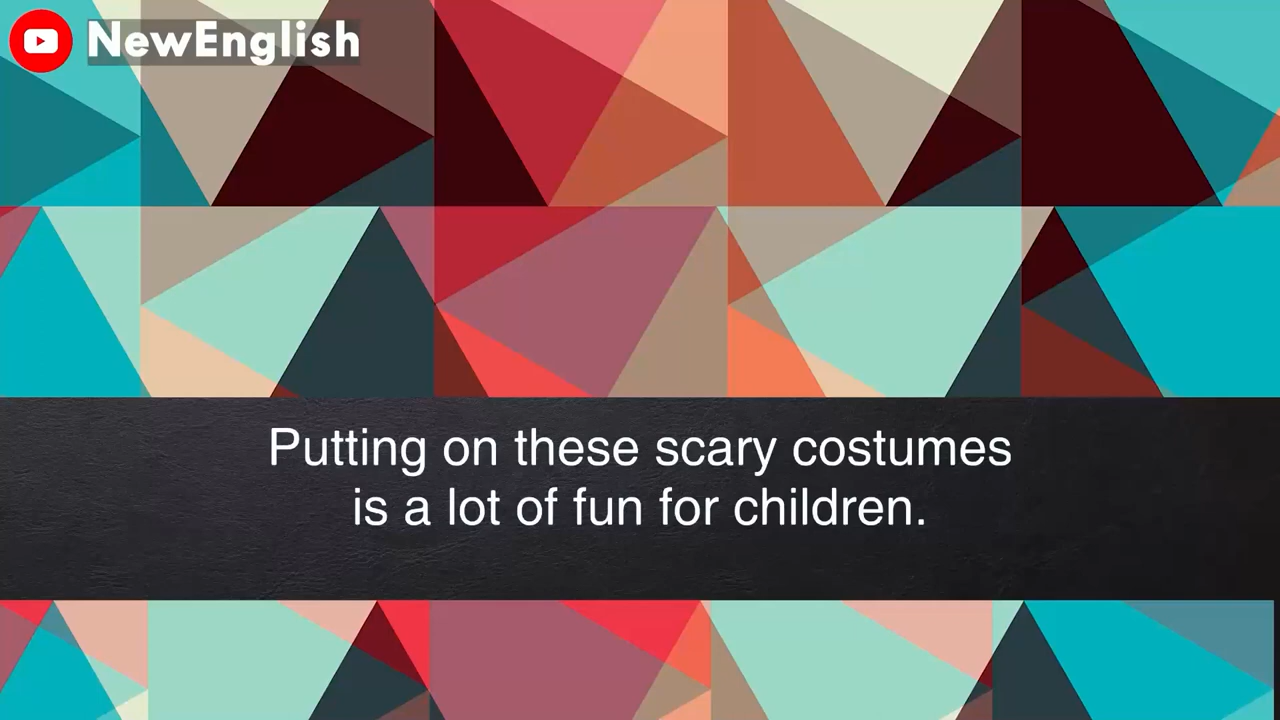 NewEnglish
Putting on these scary costumes
is a lot of fun for children.